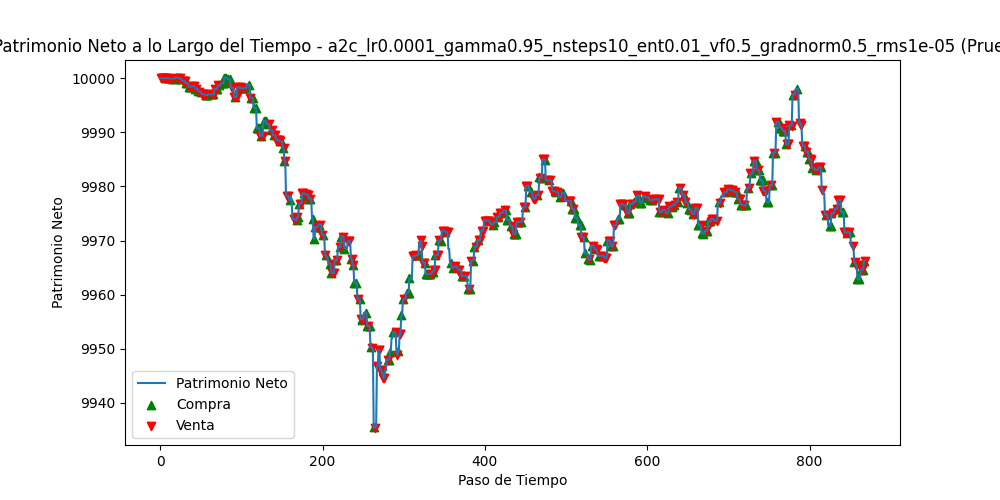 Patrimonio Neto a lo Largo del Tiempo - a2c_lr0.0001_gamma0.95_nsteps10_ent0.01_vf0.5_gradnorm0.5_rms1e-05 (Prue
10000
9990
9980
9970
9960
9950
9940
Patrimonio Neto
Patrimonio Neto
Compra
Venta
0 200 400 600 800
Paso de Tiempo